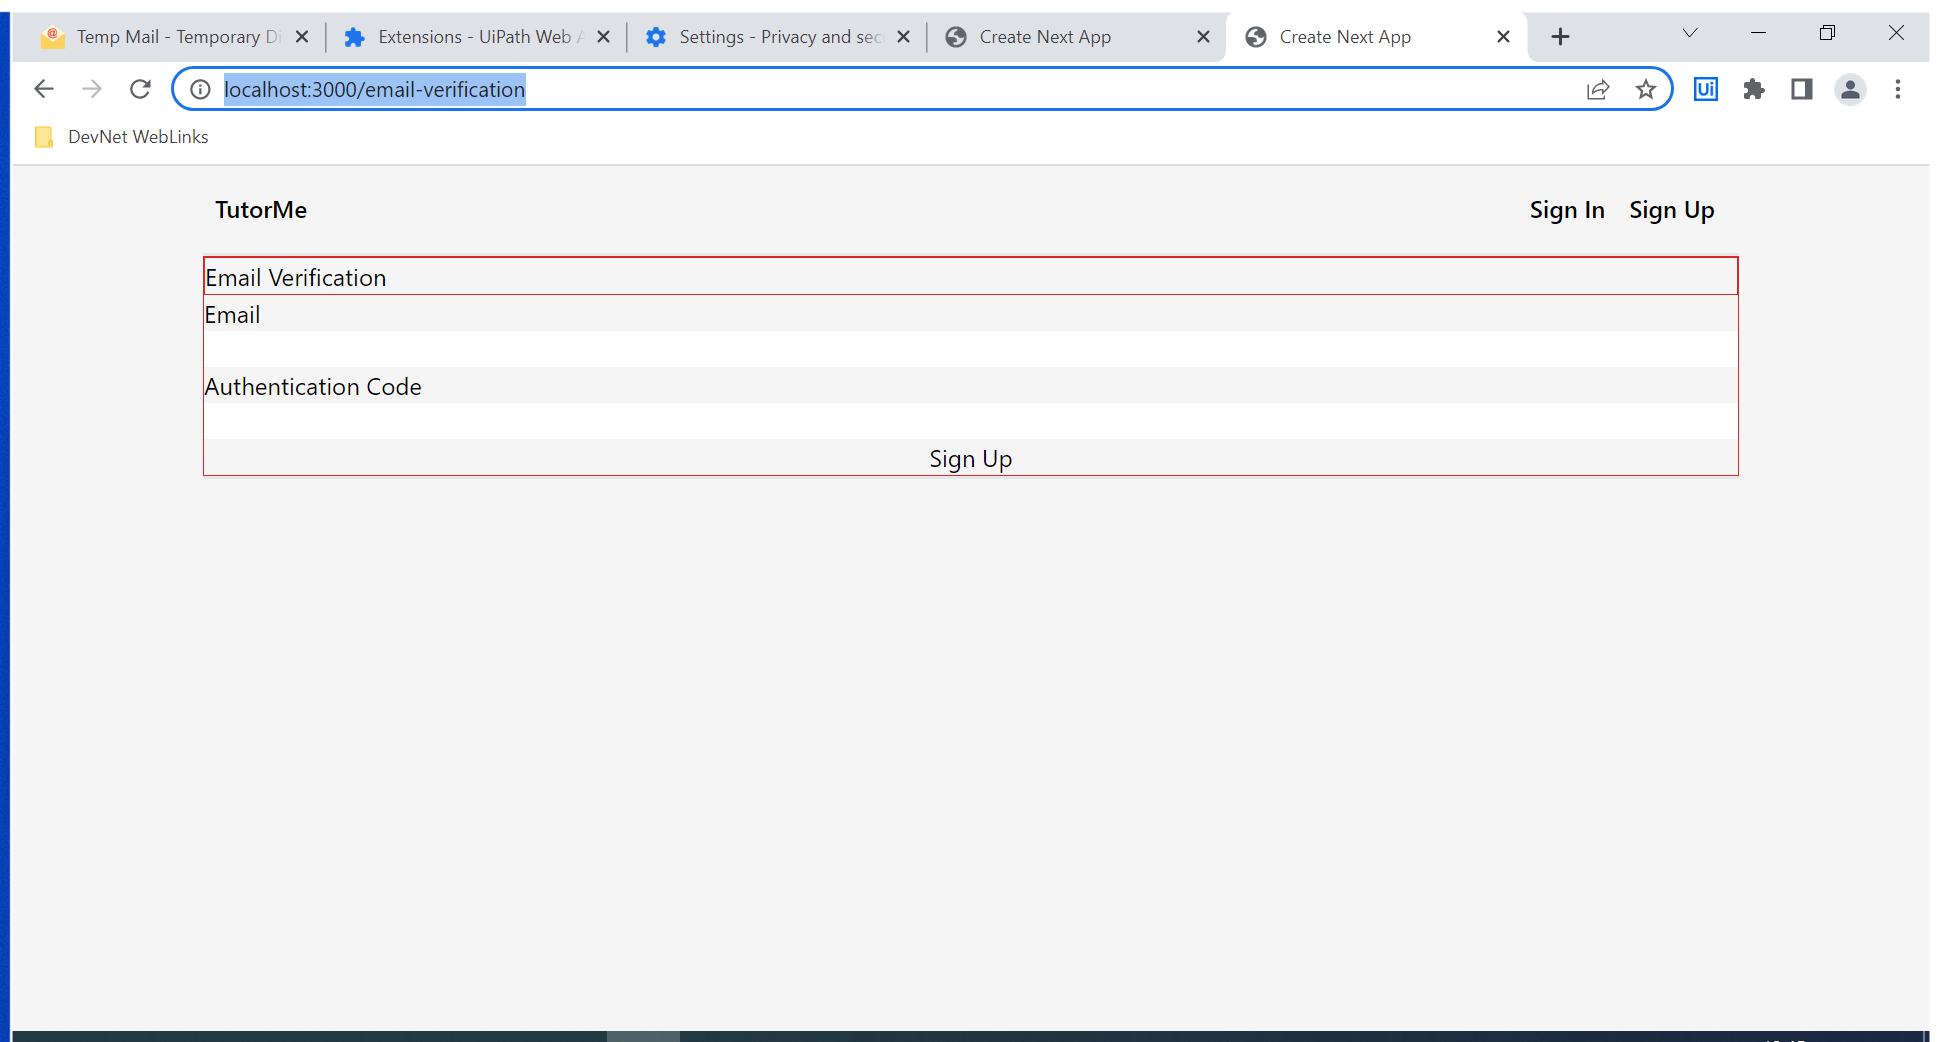 Temp Mail - Temporary Di
Extensions - UiPath Web A
Settings - Privacy and sec
Create Next App
Create Next App
localhost:3000/email-verification
Ui
DevNet WebLinks
TutorMe
Sign In
Sign Up
Email Verification
Email
Authentication Code
Sign Up